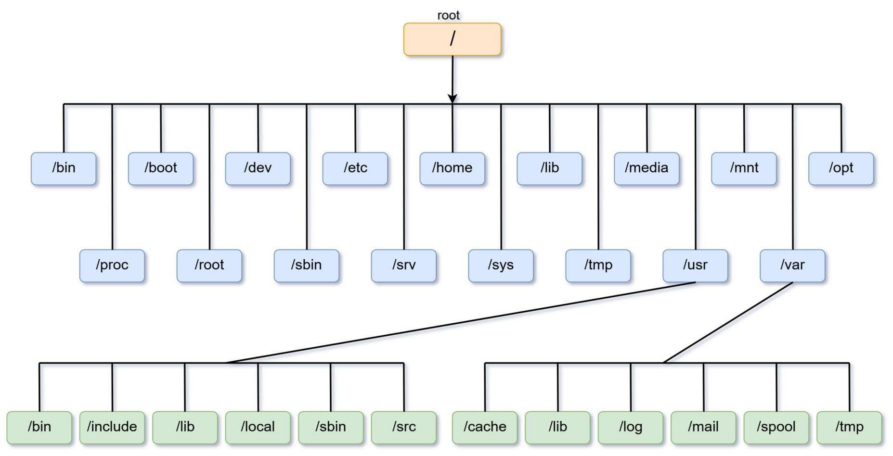 root
/
/bin
/boot
/dev
/etc
/home
/lib
/media
/mnt
/opt
/proc
/root
/sbin
/srv
/sys
/tmp
/usr
/var
/bin
/include
/lib
/local
/sbin
/src
/cache
/lib
/log
/mail
/spool
/tmp